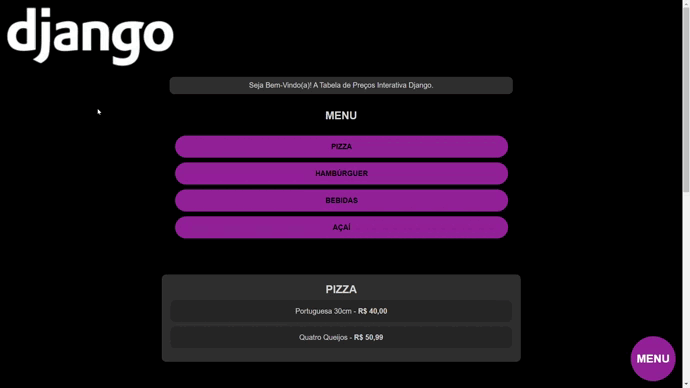 django
Seja Bem-Vindo(a)! A Tabela de Preços Interativa Django.
MENU
PIZZA
HAMBÚRGUER
BEBIDAS
AÇAÍ
PIZZA
Portuguesa 30cm - R$ 40,00
Quatro Queijos - R$ 50,99
MENU